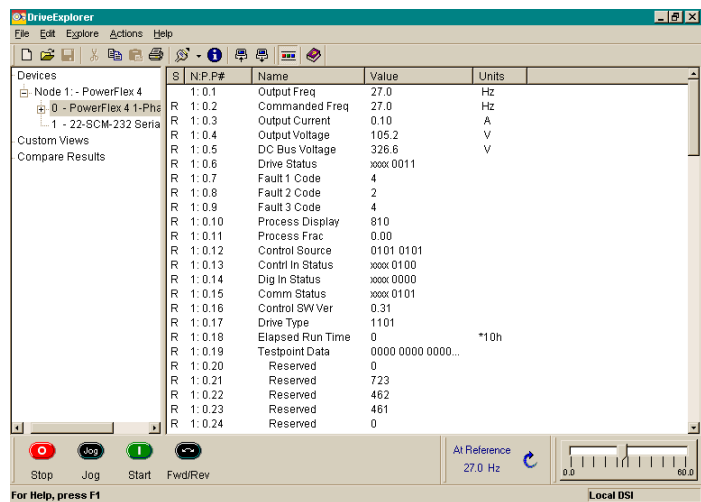 DriveExplorer
File Edit Explore Actions Help
Devices
Node 1: - PowerFlex 4
0 - PowerFlex 4 1-Pha
1 - 22-SCM-232 Seria
Custom Views
Compare Results
S N:P.P# Name Value Units
1: 0.1 Output Freq 27.0 Hz
R 1: 0.2 Commanded Freq 27.0 Hz
R 1: 0.3 Output Current 0.10 A
R 1: 0.4 Output Voltage 105.2 V
R 1: 0.5 DC Bus Voltage 326.6 V
R 1: 0.6 Drive Status xxxx 0011
R 1: 0.7 Fault 1 Code 4
R 1: 0.8 Fault 2 Code 2
R 1: 0.9 Fault 3 Code 4
R 1: 0.10 Process Display 810
R 1: 0.11 Process Frac 0.00
R 1: 0.12 Control Source 0101 0101
R 1: 0.13 Contrl In Status xxxx 0100
R 1: 0.14 Dig In Status xxxx 0000
R 1: 0.15 Comm Status xxxx 0101
R 1: 0.16 Control SW Ver 0.31
R 1: 0.17 Drive Type 1101
R 1: 0.18 Elapsed Run Time 0 *10h
R 1: 0.19 Testpoint Data 0000 0000 0000...
R 1: 0.20 Reserved 0
R 1: 0.21 Reserved 723
R 1: 0.22 Reserved 462
R 1: 0.23 Reserved 461
R 1: 0.24 Reserved 0
O Jog I
Stop Jog Start Fwd/Rev
At Reference
27.0 Hz
0.0 60.0
For Help, press F1
Local DSI